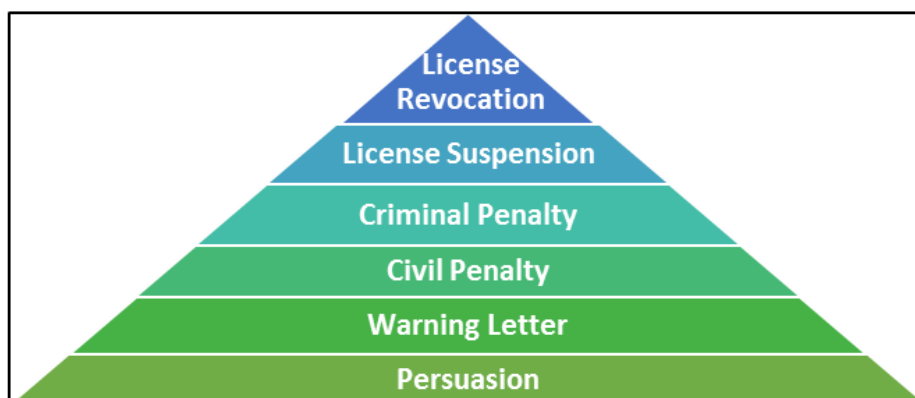 License
Revocation
License Suspension
Criminal Penalty
Civil Penalty
Warning Letter
Persuasion